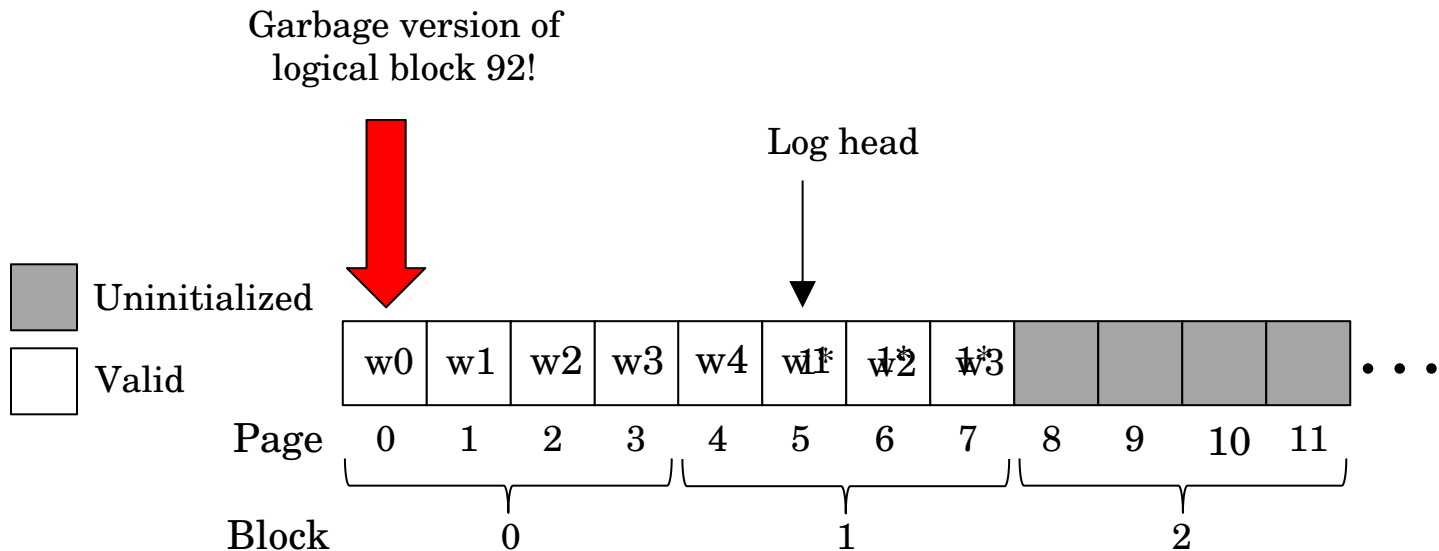 Garbage version of
logical block 92!
Log head
Uninitialized
Valid
w0 w1 w2 w3 w4
Page 0 1 2 3 4 5 6 7 8 9 10 11
Block 0 1 2